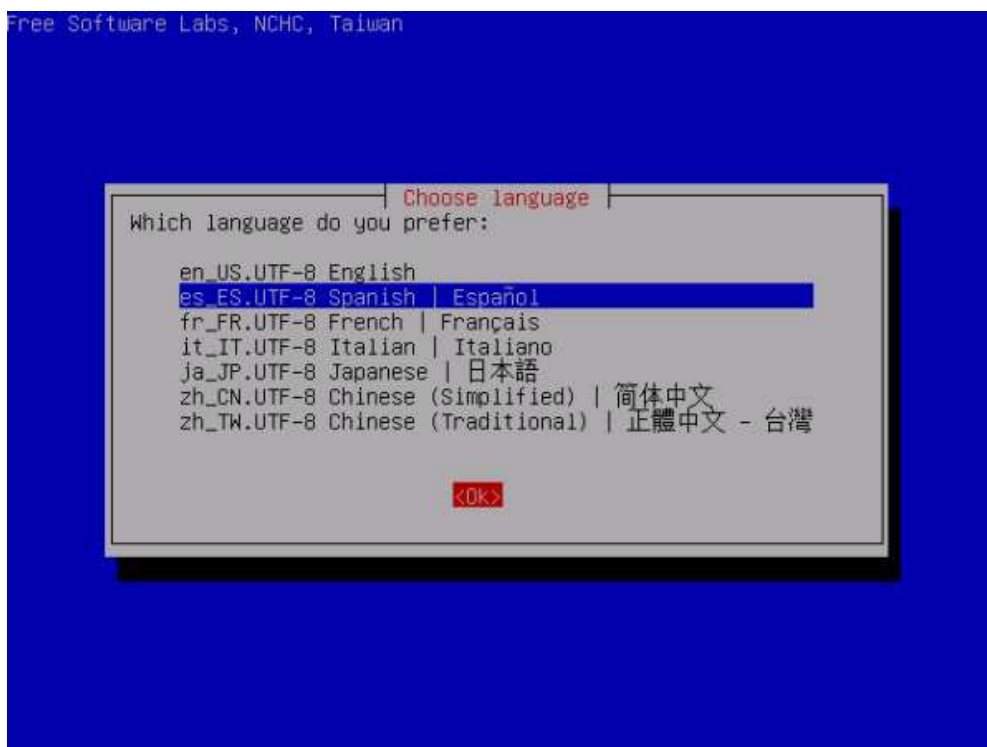 Free Software Labs, NCHC, Taiwan
Choose language
Which language do you prefer:
en_US.UTF-8 English
es_ES.UTF-8 Spanish | Español
fr_FR.UTF-8 French | Français
it_IT.UTF-8 Italian | Italiano
ja_JP.UTF-8 Japanese | 日本語
zh_CN.UTF-8 Chinese (Simplified) | 简体中文
zh_TW.UTF-8 Chinese (Traditional) | 正體中文 - 台灣
<Ok>